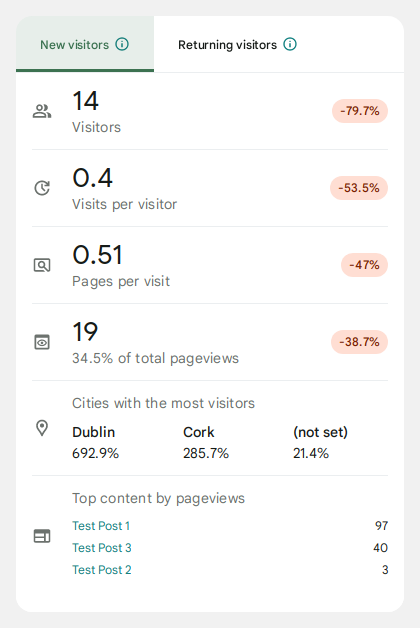 New visitors
Returning visitors
14
Visitors
-79.7%
0.4
Visits per visitor
-53.5%
0.51
Pages per visit
-47%
19
34.5% of total pageviews
-38.7%
Cities with the most visitors
Dublin Cork (not set)
692.9% 285.7% 21.4%
Top content by pageviews
Test Post 1 97
Test Post 3 40
Test Post 2 3